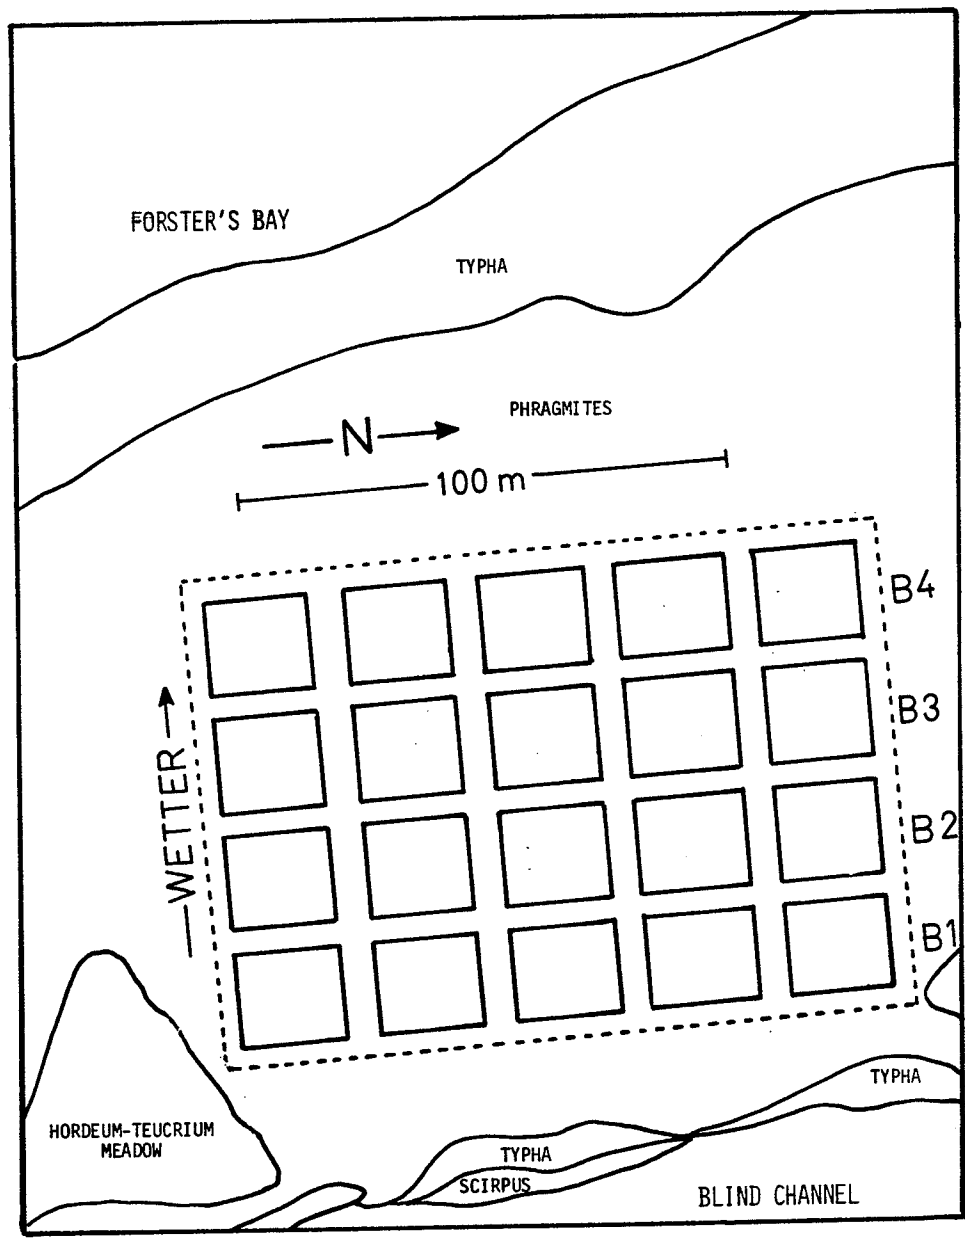 FORSTER'S BAY
TYPHA
PHRAGMITES
N
100 m
B4
B3
WETTER
B2
B1
TYPHA
HORDEUM-TEUCRIUM
MEADOW
TYPHA
SCIRPUS
BLIND CHANNEL